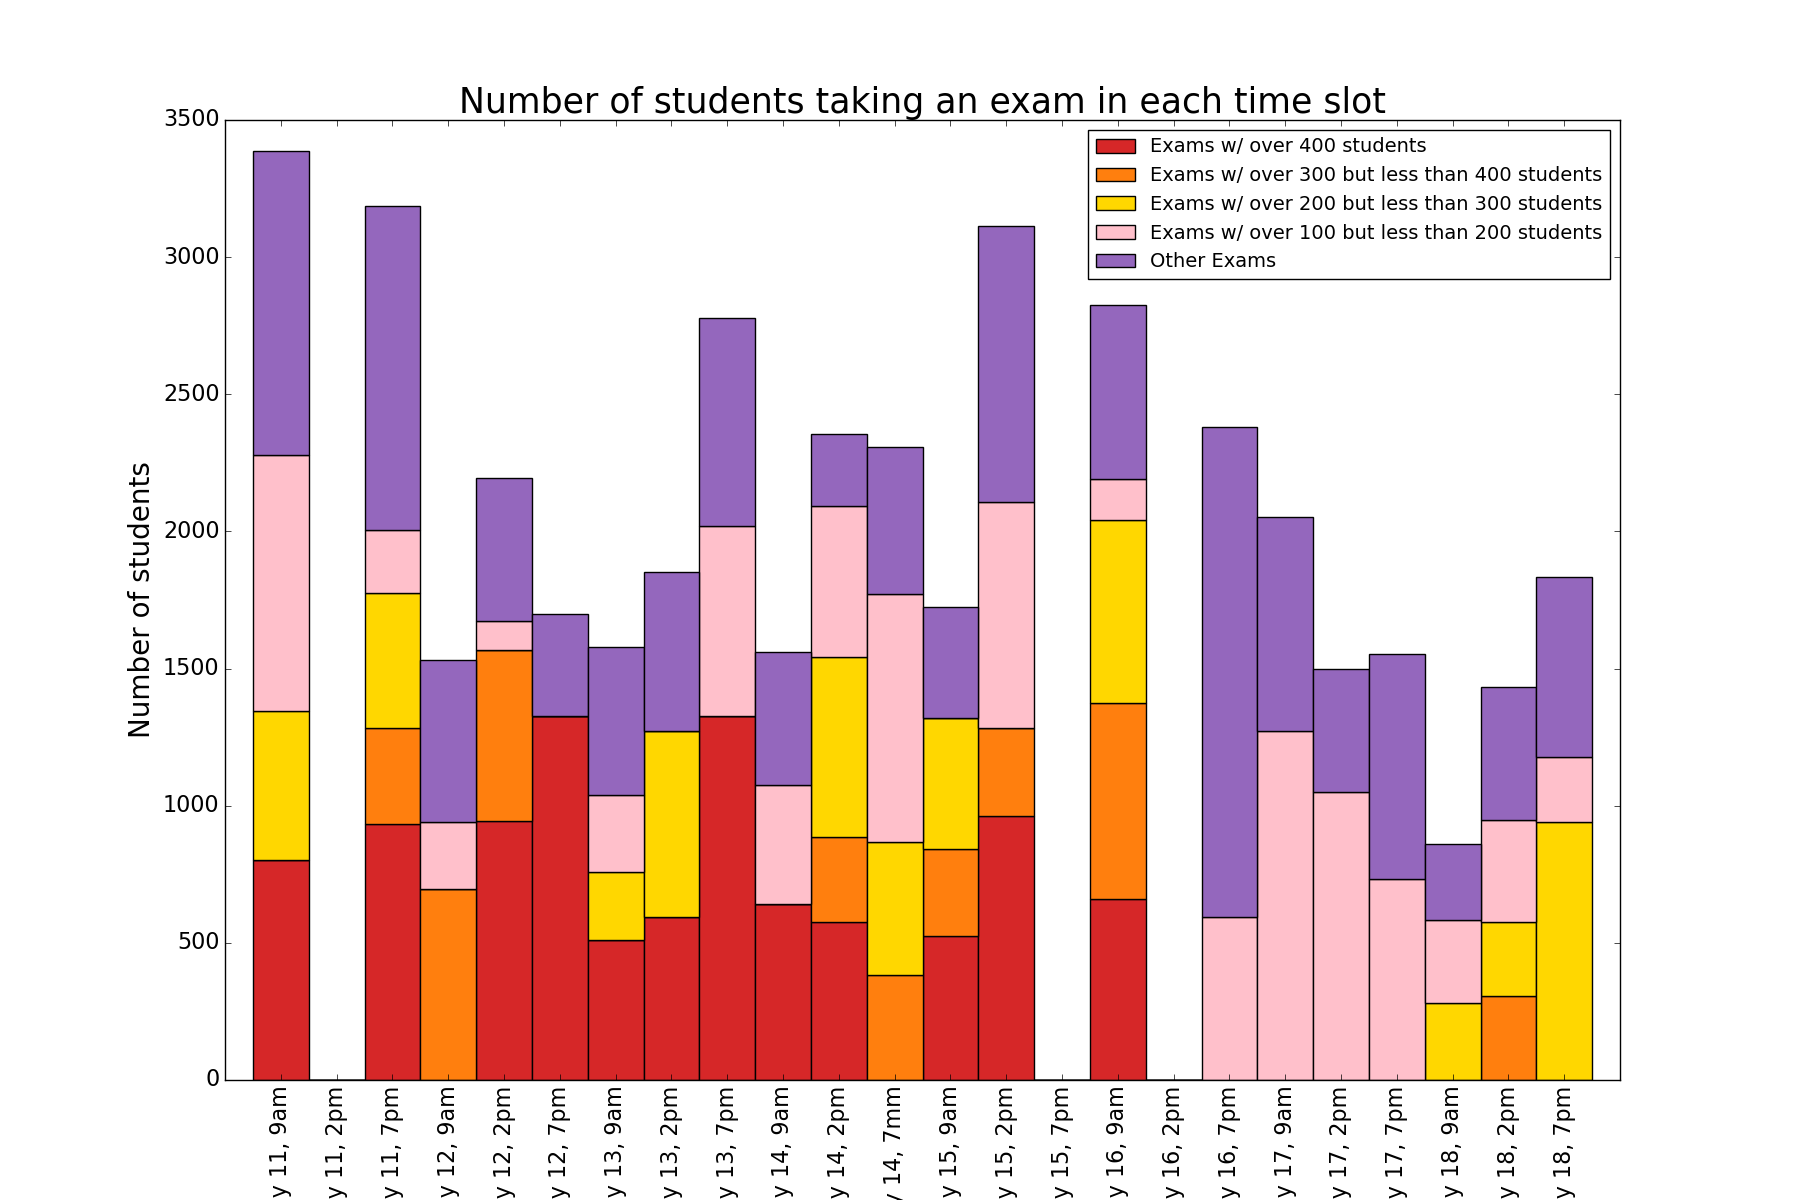 Number of students taking an exam in each time slot
Exams w/ over 400 students
Exams w/ over 300 but less than 400 students
Exams w/ over 200 but less than 300 students
Exams w/ over 100 but less than 200 students
Other Exams
Number of students
3500
3000
2500
2000
1500
1000
500
0
y 11, 9am
y 11, 2pm
y 11, 7pm
y 12, 9am
y 12, 2pm
y 12, 7pm
y 13, 9am
y 13, 2pm
y 13, 7pm
y 14, 9am
y 14, 2pm
y 14, 7mm
y 15, 9am
y 15, 2pm
y 15, 7pm
y 16, 9am
y 16, 2pm
y 16, 7pm
y 17, 9am
y 17, 2pm
y 17, 7pm
y 18, 9am
y 18, 2pm
y 18, 7pm